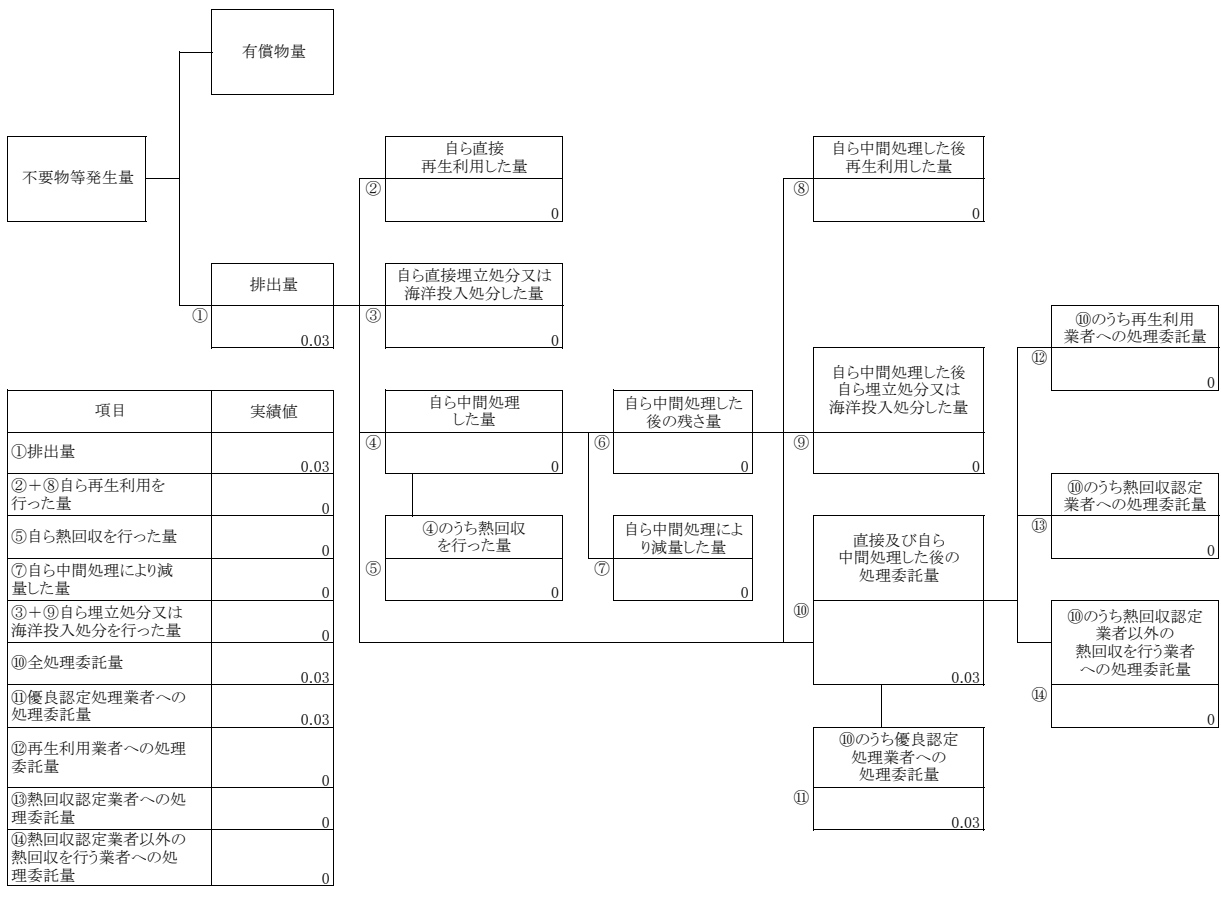 有償物量
不要物等発生量
排出量
①
0.03
自ら直接
再生利用した量
②
0
自ら直接埋立処分又は
海洋投入処分した量
③
0
自ら中間処理
した量
④
0
④のうち熱回収
を行った量
⑤
0
自ら中間処理した
後の残さ量
⑥
0
自ら中間処理によ
り減量した量
⑦
0
自ら中間処理した後
再生利用した量
⑧
0
自ら中間処理した後
自ら埋立処分又は
海洋投入処分した量
⑨
0
直接及び自ら
中間処理した後の
処理委託量
⑩
0.03
⑩のうち優良認定
処理業者への
処理委託量
⑪
0.03
⑩のうち再生利用
業者への処理委託量
⑫
0
⑩のうち熱回収認定
業者への処理委託量
⑬
0
⑩のうち熱回収認定
業者以外の
熱回収を行う業者
への処理委託量
⑭
0
項目 実績値
①排出量
0.03
②＋⑧自ら再生利用を
行った量
0
⑤自ら熱回収を行った量
0
⑦自ら中間処理により減
量した量
0
③＋⑨自ら埋立処分又は
海洋投入処分を行った量
0
⑩全処理委託量
0.03
⑪優良認定処理業者への
処理委託量
0.03
⑫再生利用業者への処理
委託量
0
⑬熱回収認定業者への処
理委託量
0
⑭熱回収認定業者以外の
熱回収を行う業者への処
理委託量
0